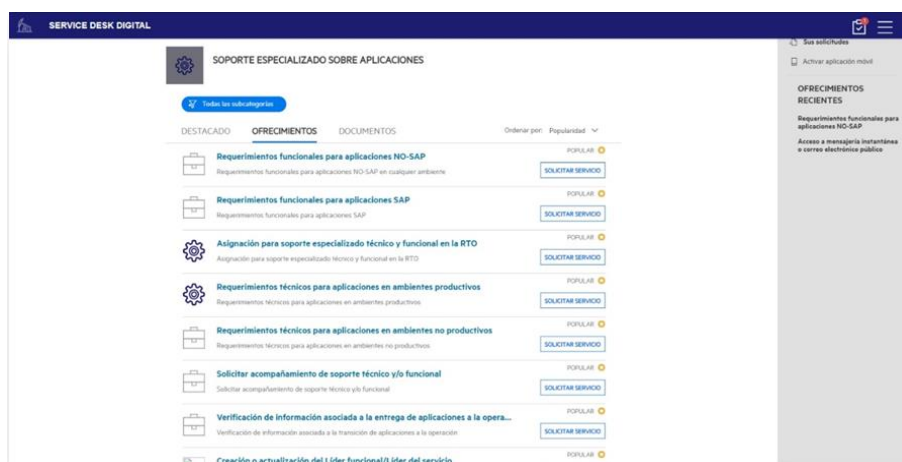 SERVICE DESK DIGITAL
SOPORTE ESPECIALIZADO SOBRE APLICACIONES
Todas las subcategorías
DESTACADO OFRECIMIENTOS DOCUMENTOS Ordenar por: Popularidad
POPULAR
Requerimientos funcionales para aplicaciones NO-SAP
Requerimientos funcionales para aplicaciones NO-SAP en cualquier ambiente
SOLICITAR SERVICIO
POPULAR
Requerimientos funcionales para aplicaciones SAP
Requerimientos funcionales para aplicaciones SAP
SOLICITAR SERVICIO
POPULAR
Asignación para soporte especializado técnico y funcional en la RTO
Asignación para soporte especializado técnico y funcional en la RTO
SOLICITAR SERVICIO
POPULAR
Requerimientos técnicos para aplicaciones en ambientes productivos
Requerimientos técnicos para aplicaciones en ambientes productivos
SOLICITAR SERVICIO
POPULAR
Requerimientos técnicos para aplicaciones en ambientes no productivos
Requerimientos técnicos para aplicaciones en ambientes no productivos
SOLICITAR SERVICIO
POPULAR
Solicitar acompañamiento de soporte técnico y/o funcional
Solicitar acompañamiento de soporte técnico y/o funcional
SOLICITAR SERVICIO
POPULAR
Verificación de información asociada a la entrega de aplicaciones a la opera...
Verificación de información asociada a la transición de aplicaciones a la operación
SOLICITAR SERVICIO
POPULAR
Creación o actualización del Líder funcional/Líder del servicio
Sus solicitudes
Activar aplicación móvil
OFRECIMIENTOS
RECIENTES
Requerimientos funcionales para
aplicaciones NO-SAP
Acceso a mensajería instantánea
o correo electrónico público